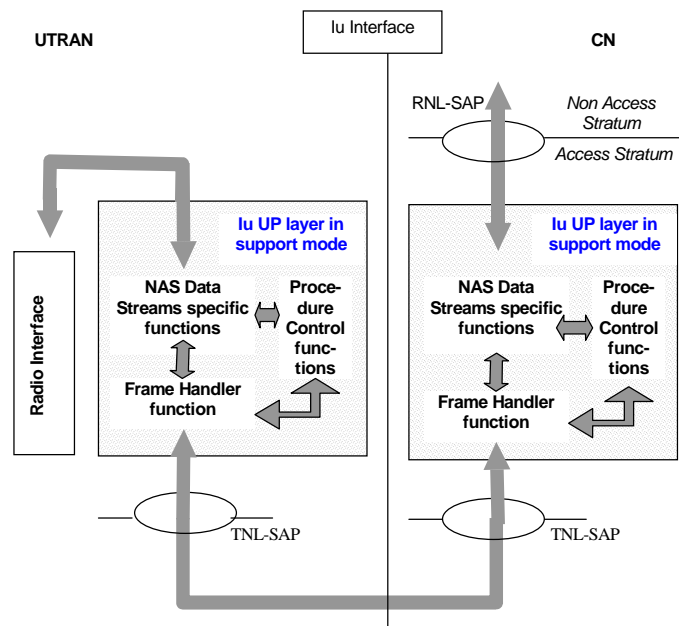 Iu Interface
UTRAN
CN
RNL-SAP
Non Access
Stratum
Access Stratum
Iu UP layer in
support mode
NAS Data
Streams specific
functions
Proce-
dure
Control
func-
tions
Frame Handler
function
Radio Interface
TNL-SAP
Iu UP layer in
support mode
NAS Data
Streams specific
functions
Proce-
dure
Control
func-
tions
Frame Handler
function
TNL-SAP